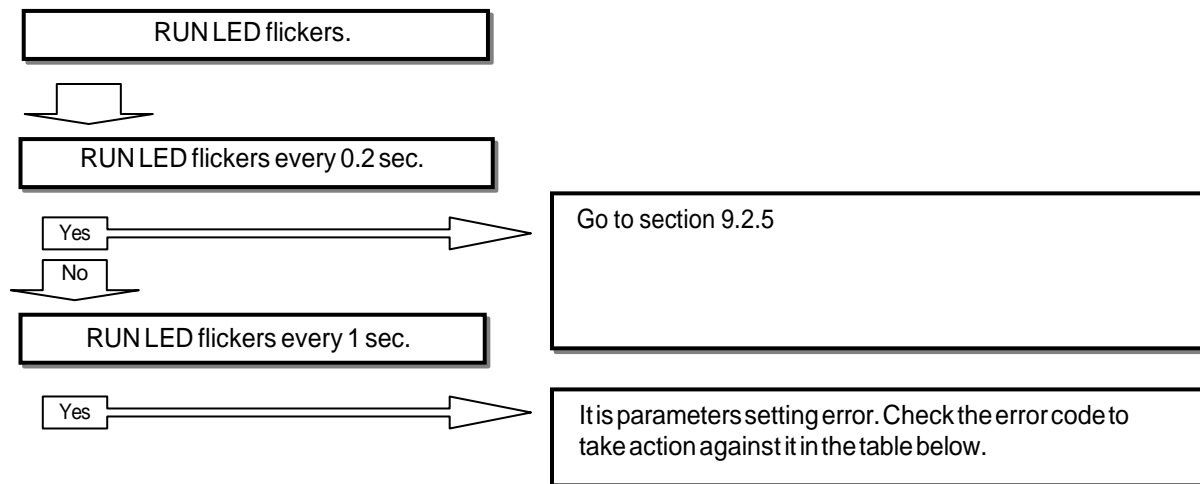 RUN LED flickers.
RUN LED flickers every 0.2 sec.
Yes
Go to section 9.2.5
No
RUN LED flickers every 1 sec.
Yes
It is parameters setting error. Check the error code to
take action against it in the table below.